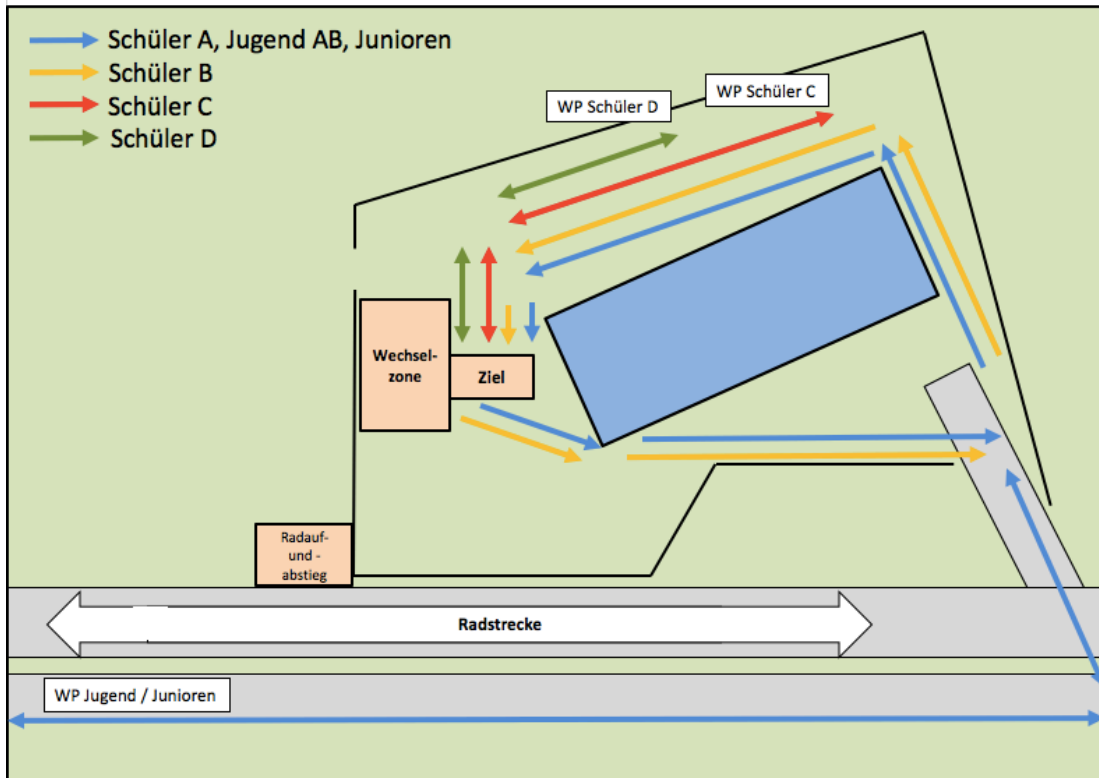 Schüler A, Jugend AB, Junioren
Schüler B
Schüler C
Schüler D
WP Schüler D
WP Schüler C
Wechsel-
zone
Ziel
Radauf-
und -
abstieg
Radstrecke
WP Jugend / Junioren